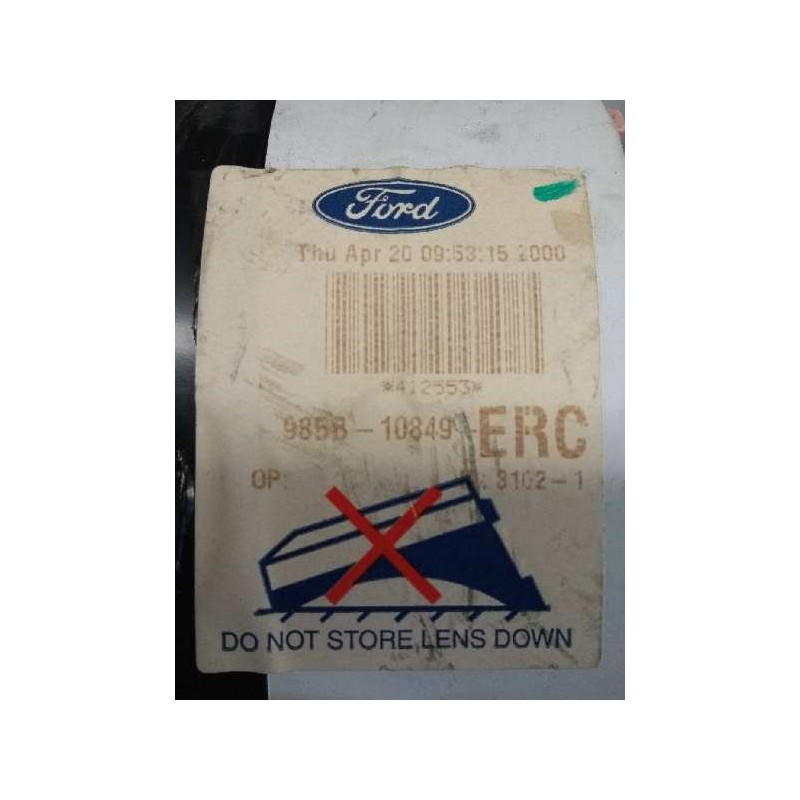 Ford
Thu Apr 20 09:53:15 2000
*412553*
985B-10849 ERC
OP: 3102-1
DO NOT STORE LENS DOWN